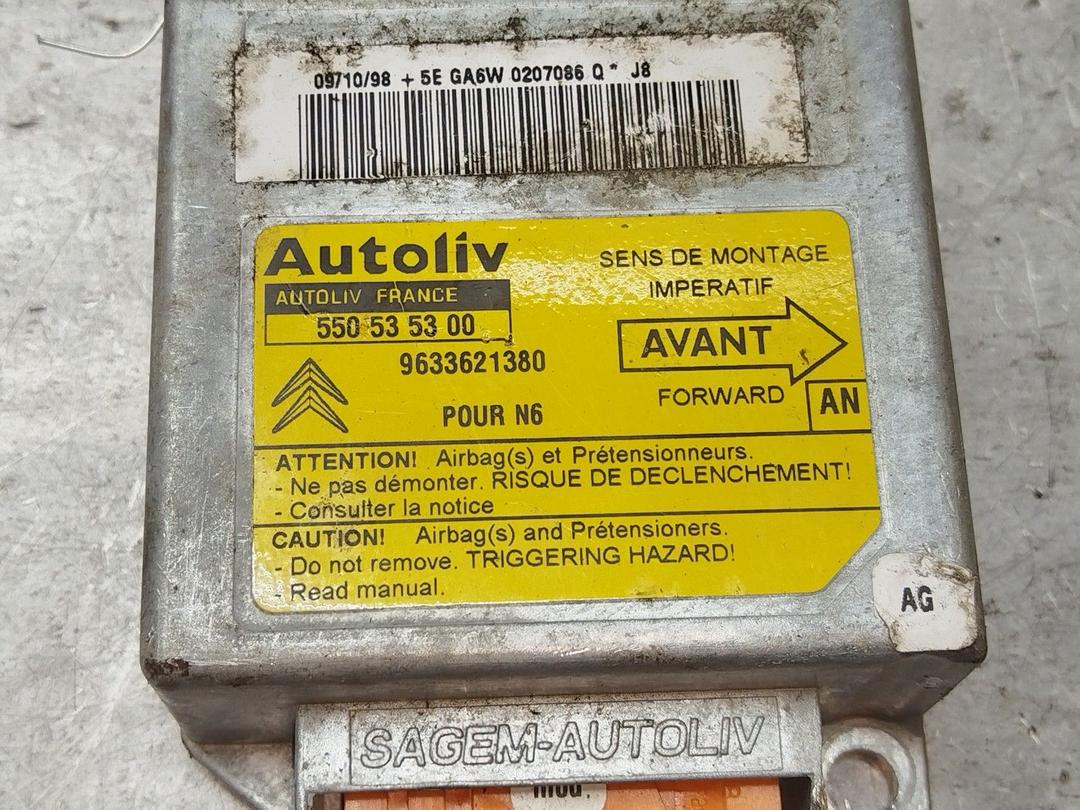 09/10/98 + 5E GA6W 0207086 Q * J8
Autoliv
AUTOLIV FRANCE
550 53 53 00
9633621380
POUR N6
SENS DE MONTAGE
IMPERATIF
AVANT
FORWARD
AN
ATTENTION! Airbag(s) et Prétensionneurs.
- Ne pas démonter. RISQUE DE DECLENCHEMENT!
- Consulter la notice
CAUTION! Airbag(s) and Prétensioners.
- Do not remove. TRIGGERING HAZARD!
- Read manual.
AG
SAGEM-AUTOLIV